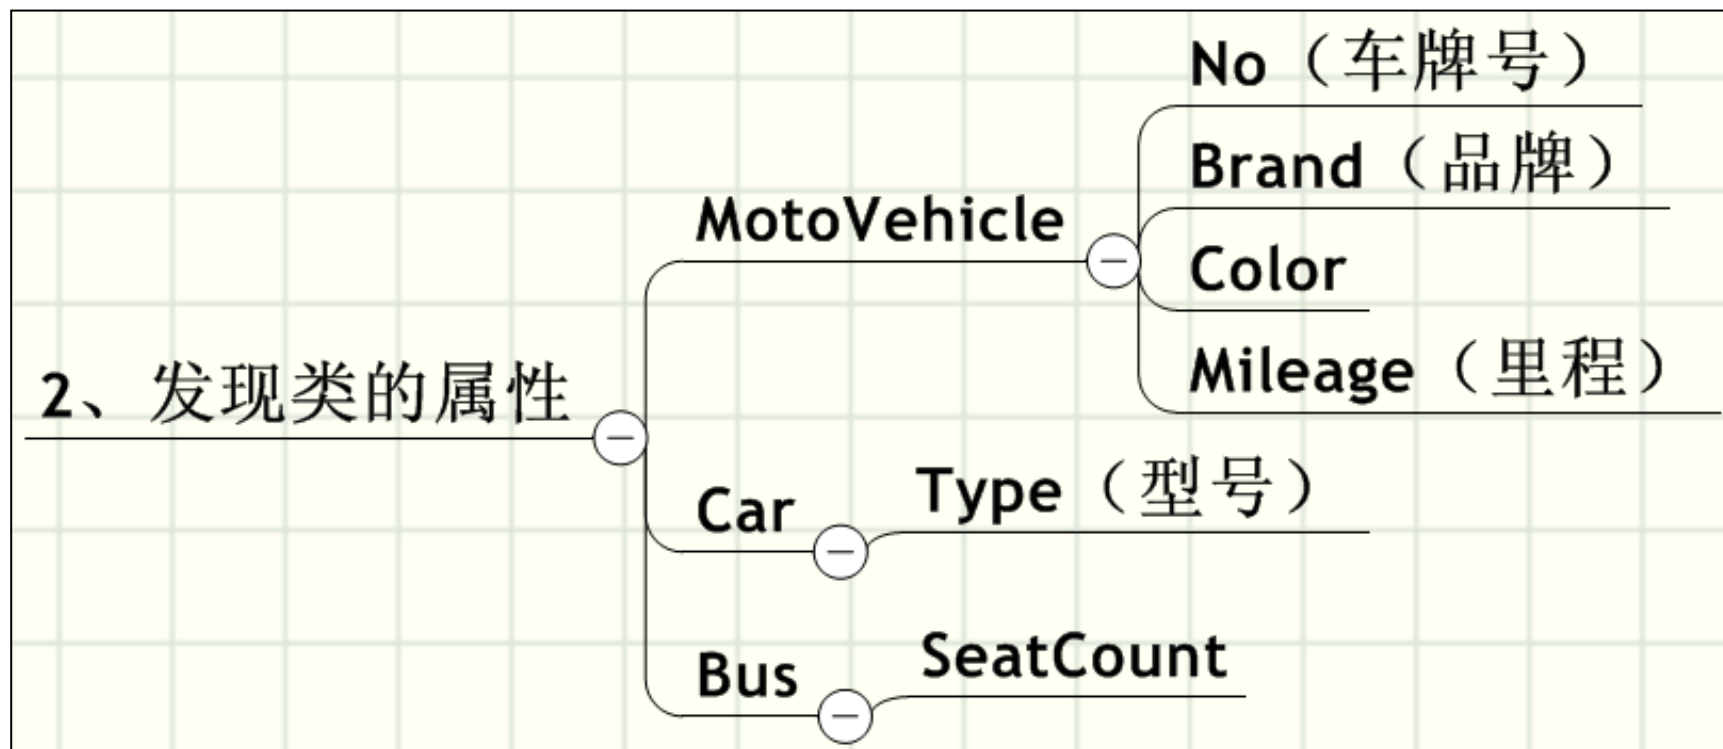 No（车牌号）
Brand（品牌）
MotoVehicle
Color
Mileage（里程）
2、发现类的属性
Type（型号）
Car
SeatCount
Bus